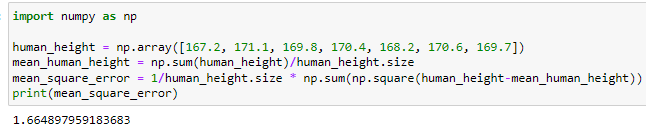 import numpy as np
human_height = np.array([167.2, 171.1, 169.8, 170.4, 168.2, 170.6, 169.7])
mean_human_height = np.sum(human_height)/human_height.size
mean_square_error = 1/human_height.size * np.sum(np.square(human_height-mean_human_height))
print(mean_square_error)
1.664897959183683